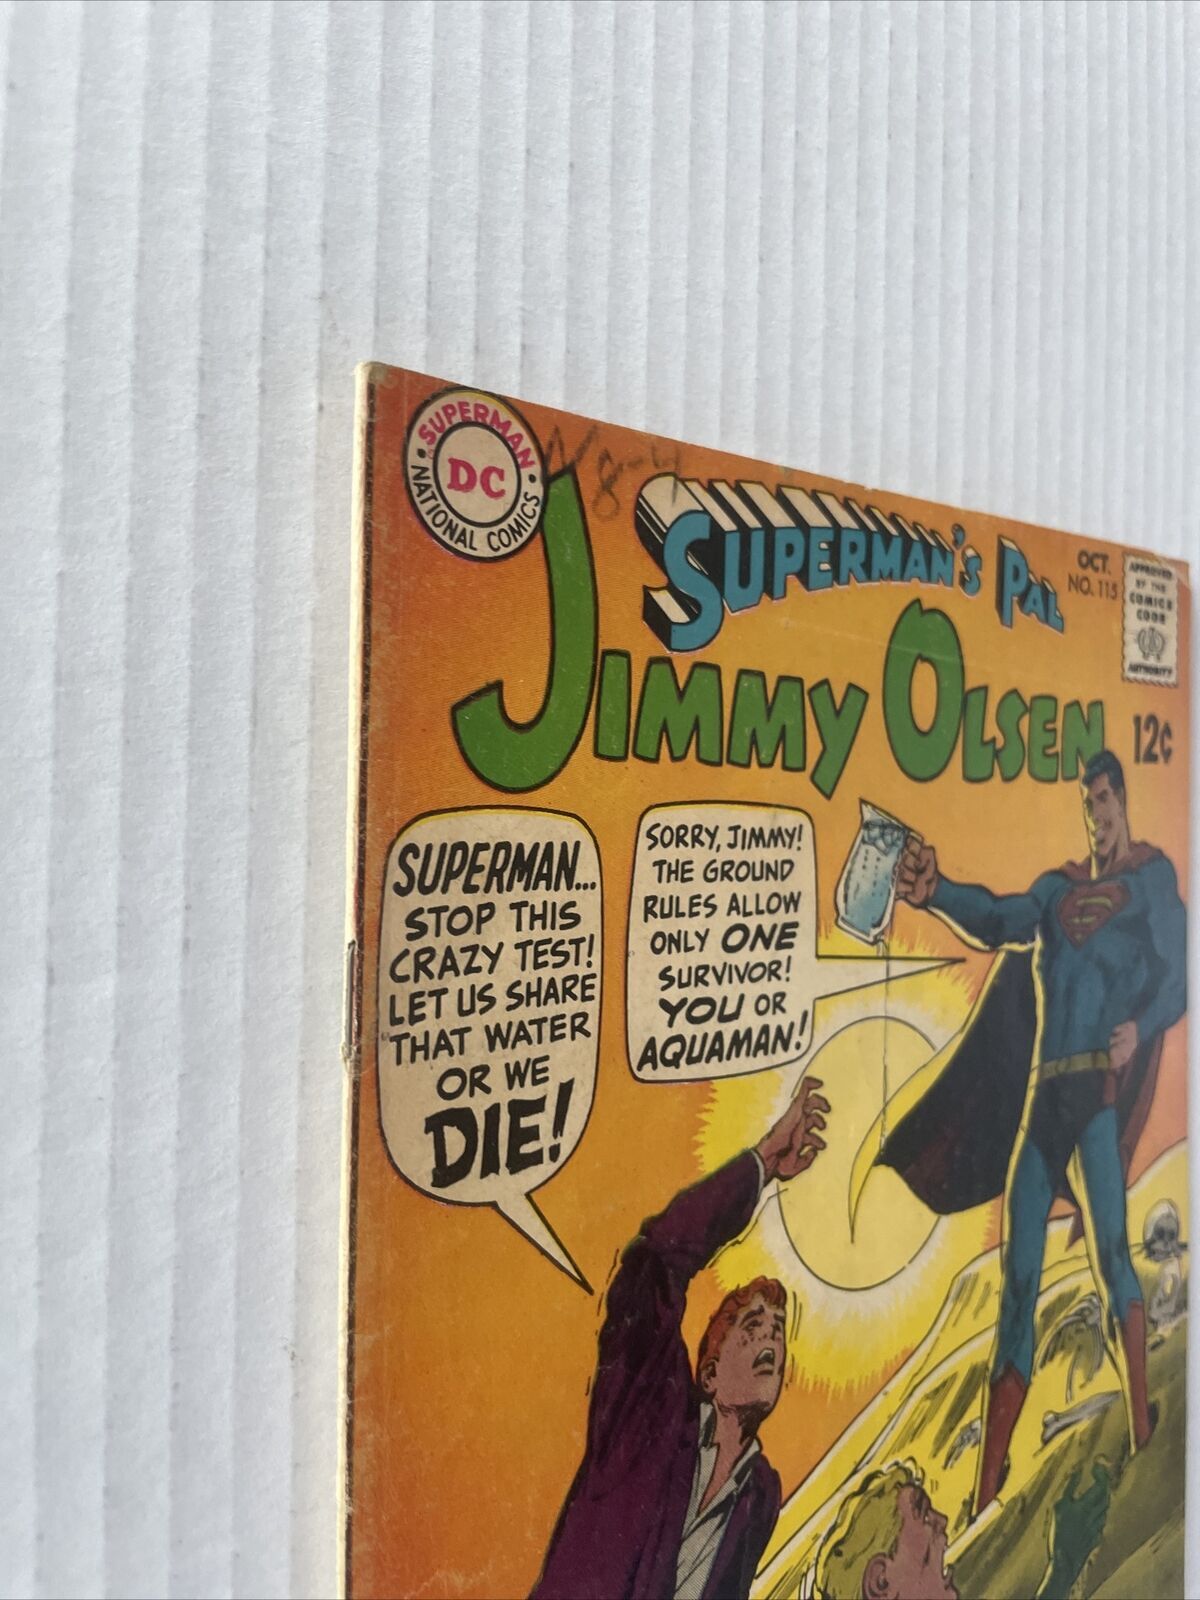 SUPERMAN
DC
NATIONAL COMICS
8-4
SUPERMAN'S PAL
JIMMY OLSEN
OCT.
NO. 115
APPROVED
BY THE
COMICS
CODE
AUTHORITY
12¢
SUPERMAN...
STOP THIS
CRAZY TEST!
LET US SHARE
THAT WATER
OR WE
DIE!
SORRY, JIMMY!
THE GROUND
RULES ALLOW
ONLY ONE
SURVIVOR!
YOU OR
AQUAMAN!